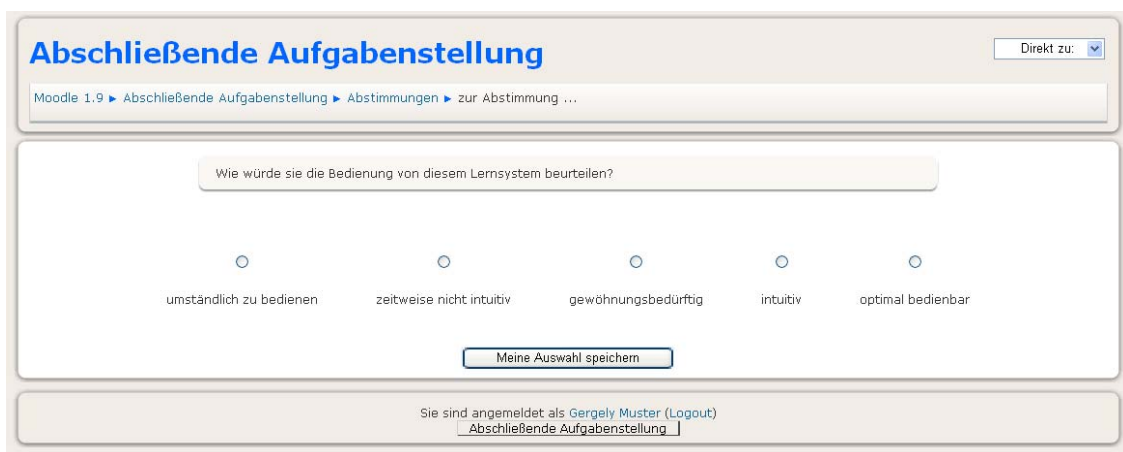 Abschließende Aufgabenstellung
Direkt zu:
Moodle 1.9 ► Abschließende Aufgabenstellung ► Abstimmungen ► zur Abstimmung ...
Wie würde sie die Bedienung von diesem Lernsystem beurteilen?
umständlich zu bedienen zeitweise nicht intuitiv gewöhnungsbedürftig intuitiv optimal bedienbar
Meine Auswahl speichern
Sie sind angemeldet als Gergely Muster (Logout)
Abschließende Aufgabenstellung